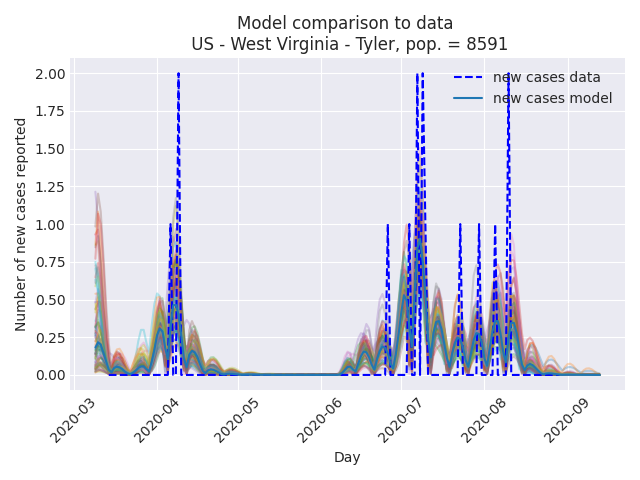 Model comparison to data
US - West Virginia - Tyler, pop. = 8591
new cases data
new cases model
Number of new cases reported
2.00
1.75
1.50
1.25
1.00
0.75
0.50
0.25
0.00
2020-03
2020-04
2020-05
2020-06
2020-07
2020-08
2020-09
Day